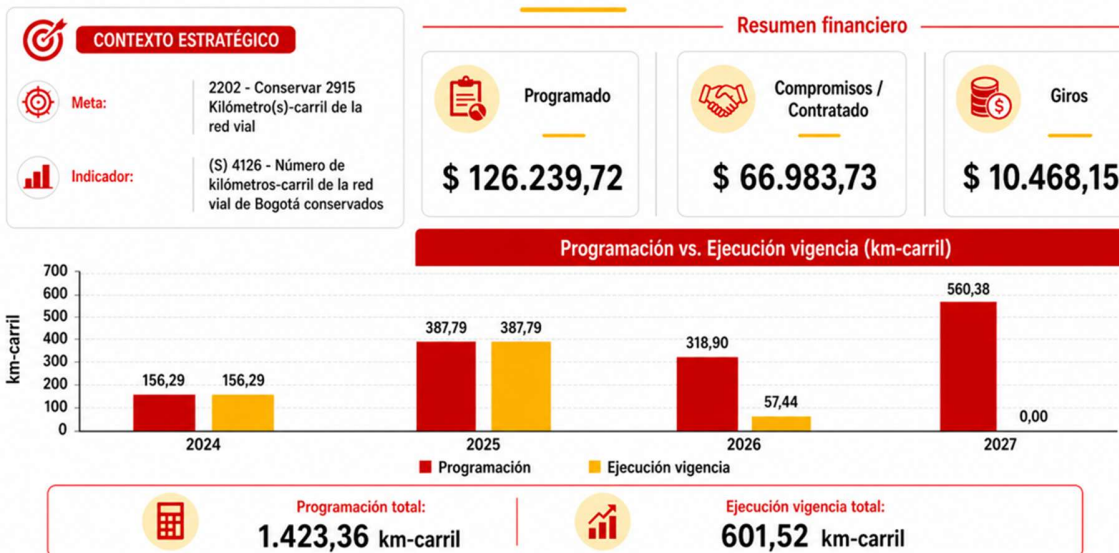 CONTEXTO ESTRATÉGICO
Meta:
2202 - Conservar 2915
Kilómetro(s)-carril de la
red vial
Indicador:
(S) 4126 - Número de
kilómetros-carril de la red
vial de Bogotá conservados
Resumen financiero
Programado
$ 126.239,72
Compromisos /
Contratado
$ 66.983,73
Giros
$ 10.468,15
Programación vs. Ejecución vigencia (km-carril)
km-carril
700
600
500
400
300
200
100
0
156,29
156,29
387,79
387,79
318,90
57,44
560,38
0,00
2024
2025
2026
2027
Programación
Ejecución vigencia
Programación total:
1.423,36 km-carril
Ejecución vigencia total:
601,52 km-carril